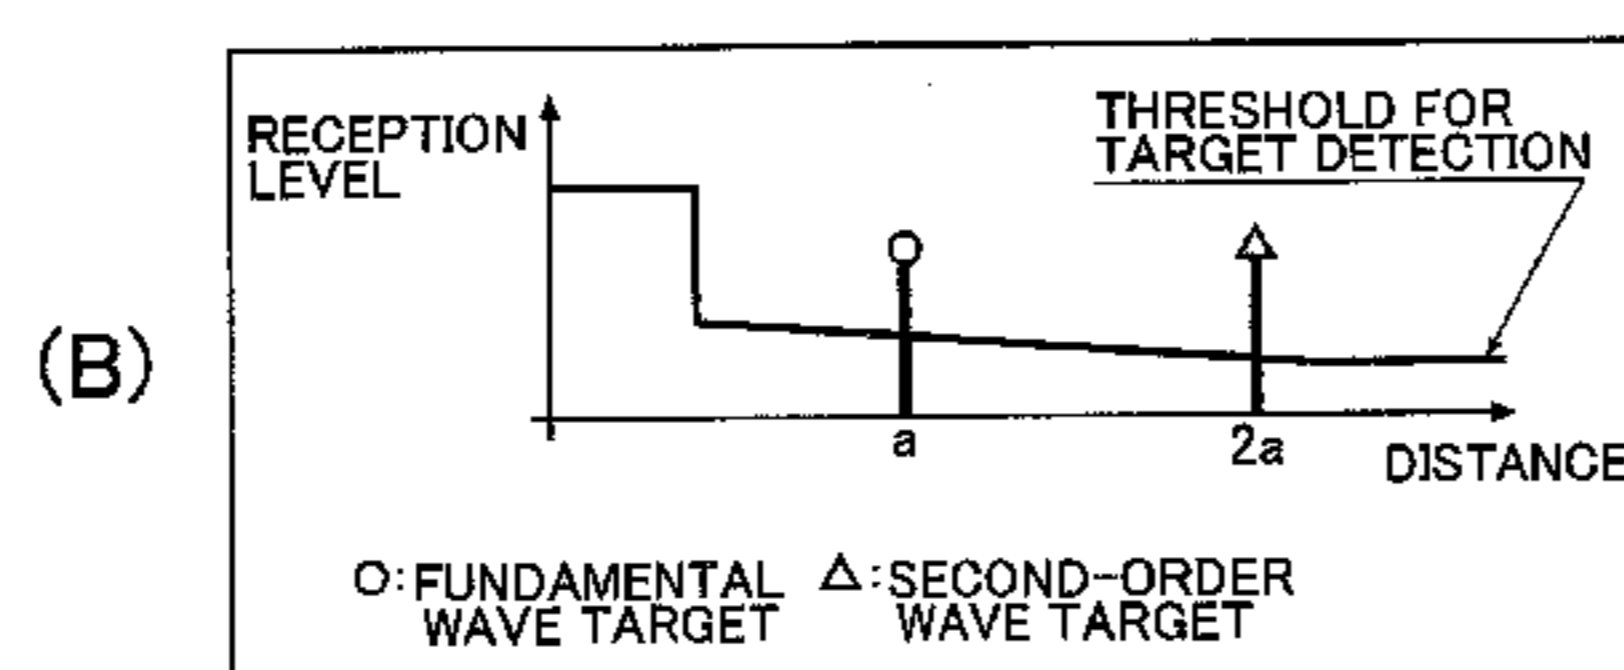 RECEPTION
LEVEL
THRESHOLD FOR
TARGET DETECTION
(B)
a
2a
DISTANCE
○:FUNDAMENTAL
WAVE TARGET
△:SECOND-ORDER
WAVE TARGET